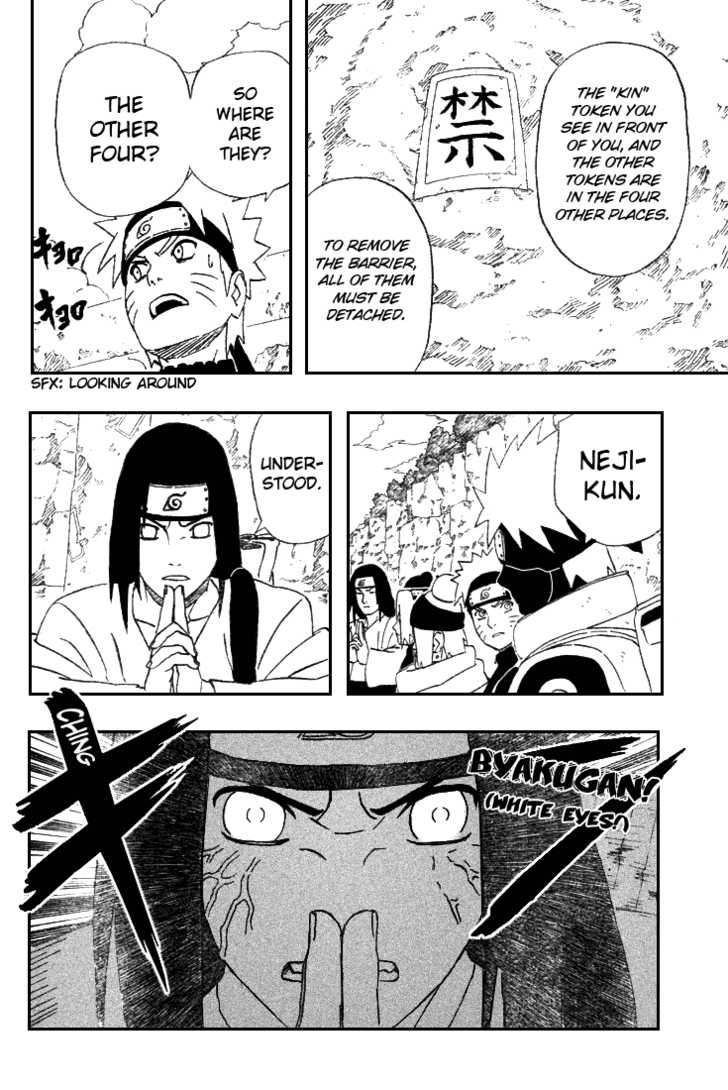 THE "KIN"
TOKEN YOU
SEE IN FRONT
OF YOU, AND
THE OTHER
TOKENS ARE
IN THE FOUR
OTHER PLACES.
禁
TO REMOVE
THE BARRIER,
ALL OF THEM
MUST BE
DETACHED.
SO
WHERE
ARE
THEY?
THE
OTHER
FOUR?
キョロ
キョロ
SFX: LOOKING AROUND
NEJI-
KUN.
UNDER-
STOOD.
BYAKUGAN!
(WHITE EYES!)
CHING
キ